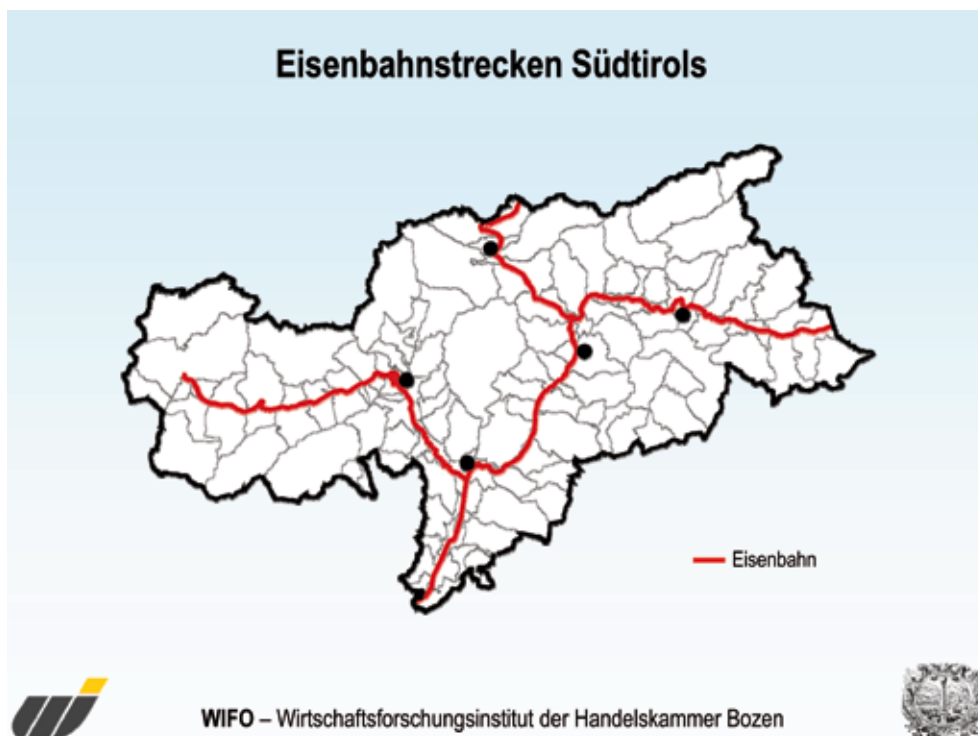 Eisenbahnstrecken Südtirols
Eisenbahn
WIFO – Wirtschaftsforschungsinstitut der Handelskammer Bozen